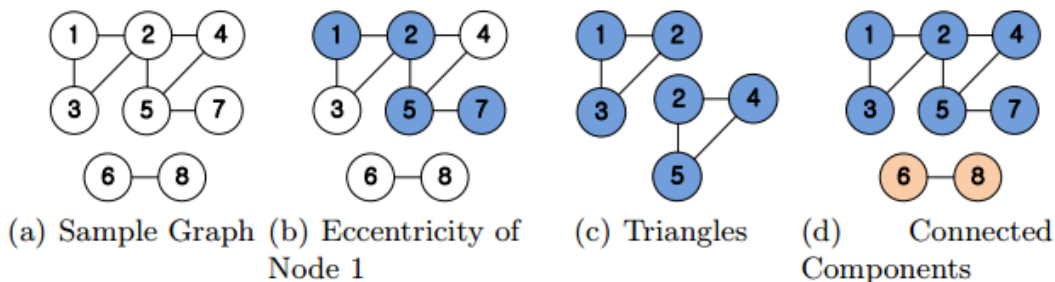 1 2 4
3 5 7
6 8
1 2 4
3 5 7
6 8
1 2
3 2 4
5
1 2 4
3 5 7
6 8
(a) Sample Graph
(b) Eccentricity of
Node 1
(c) Triangles
(d) Connected
Components